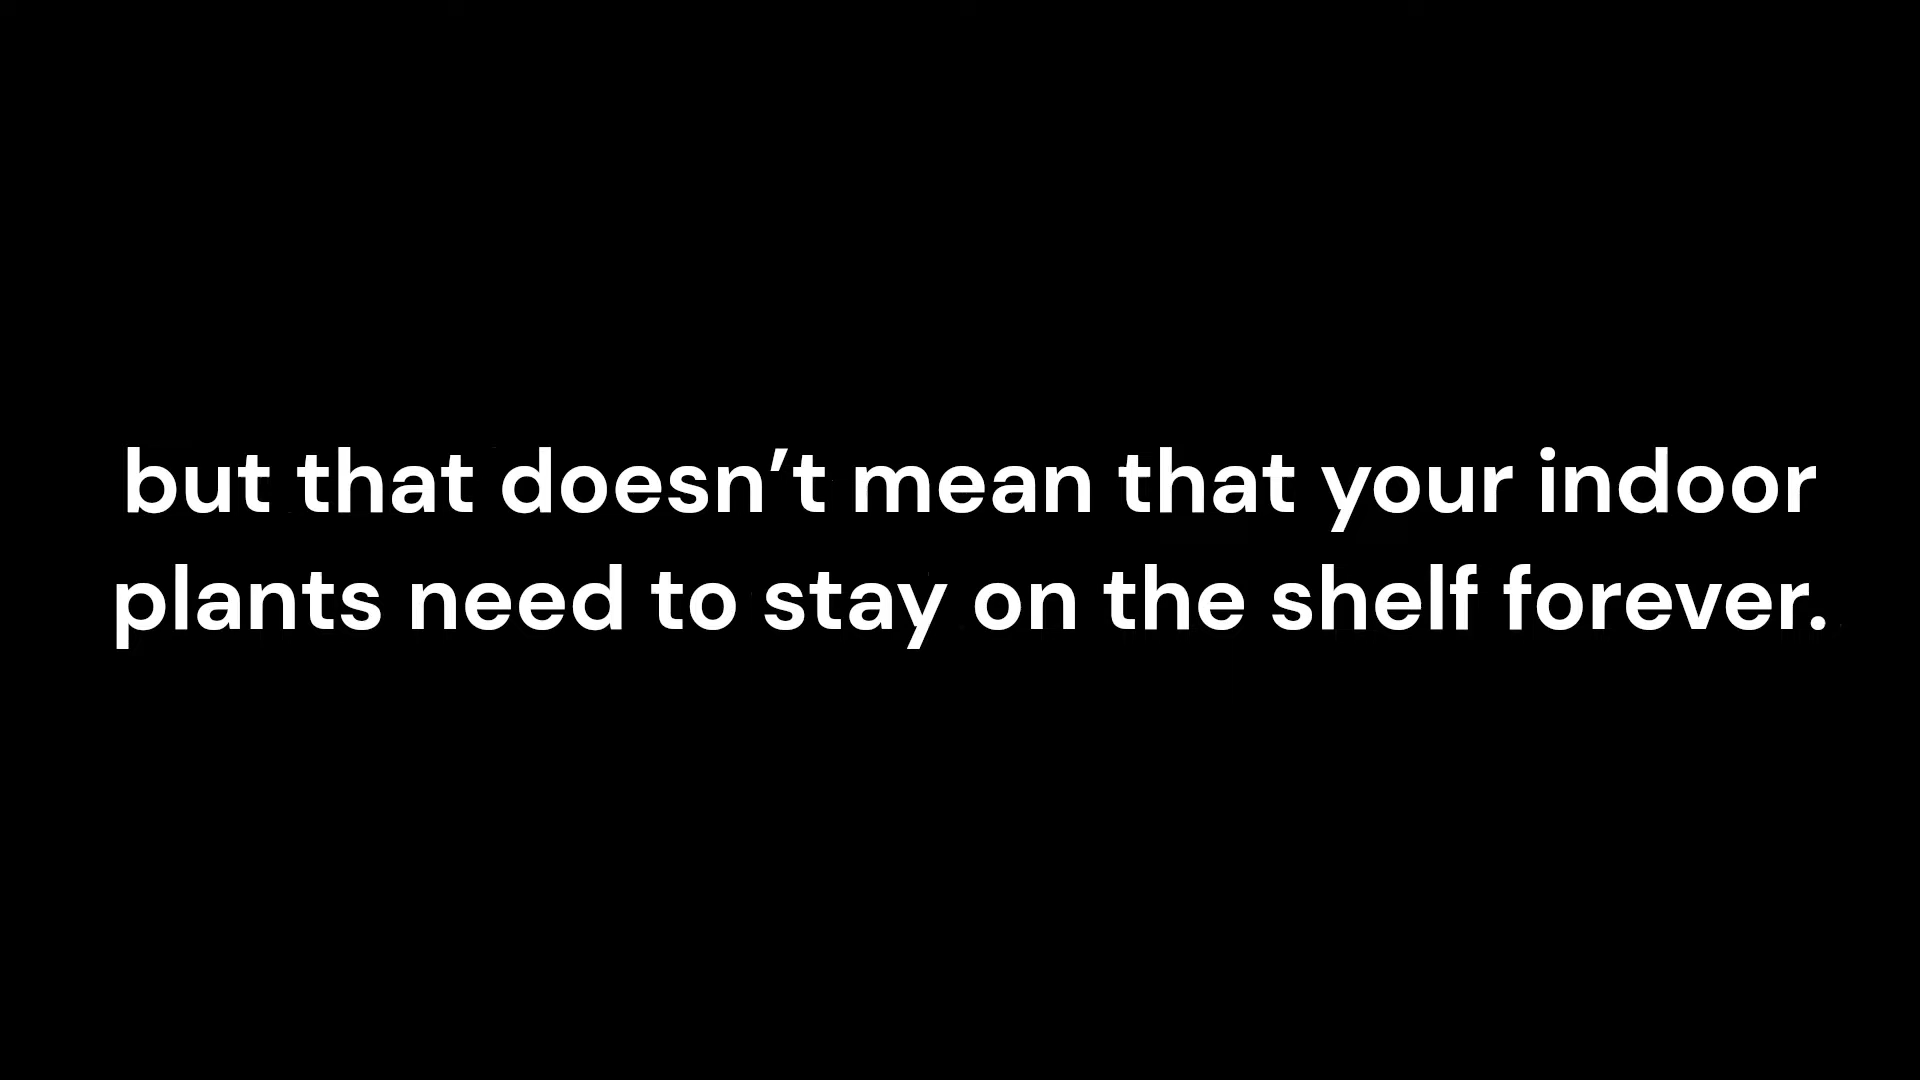 but that doesn’t mean that your indoor
plants need to stay on the shelf forever.